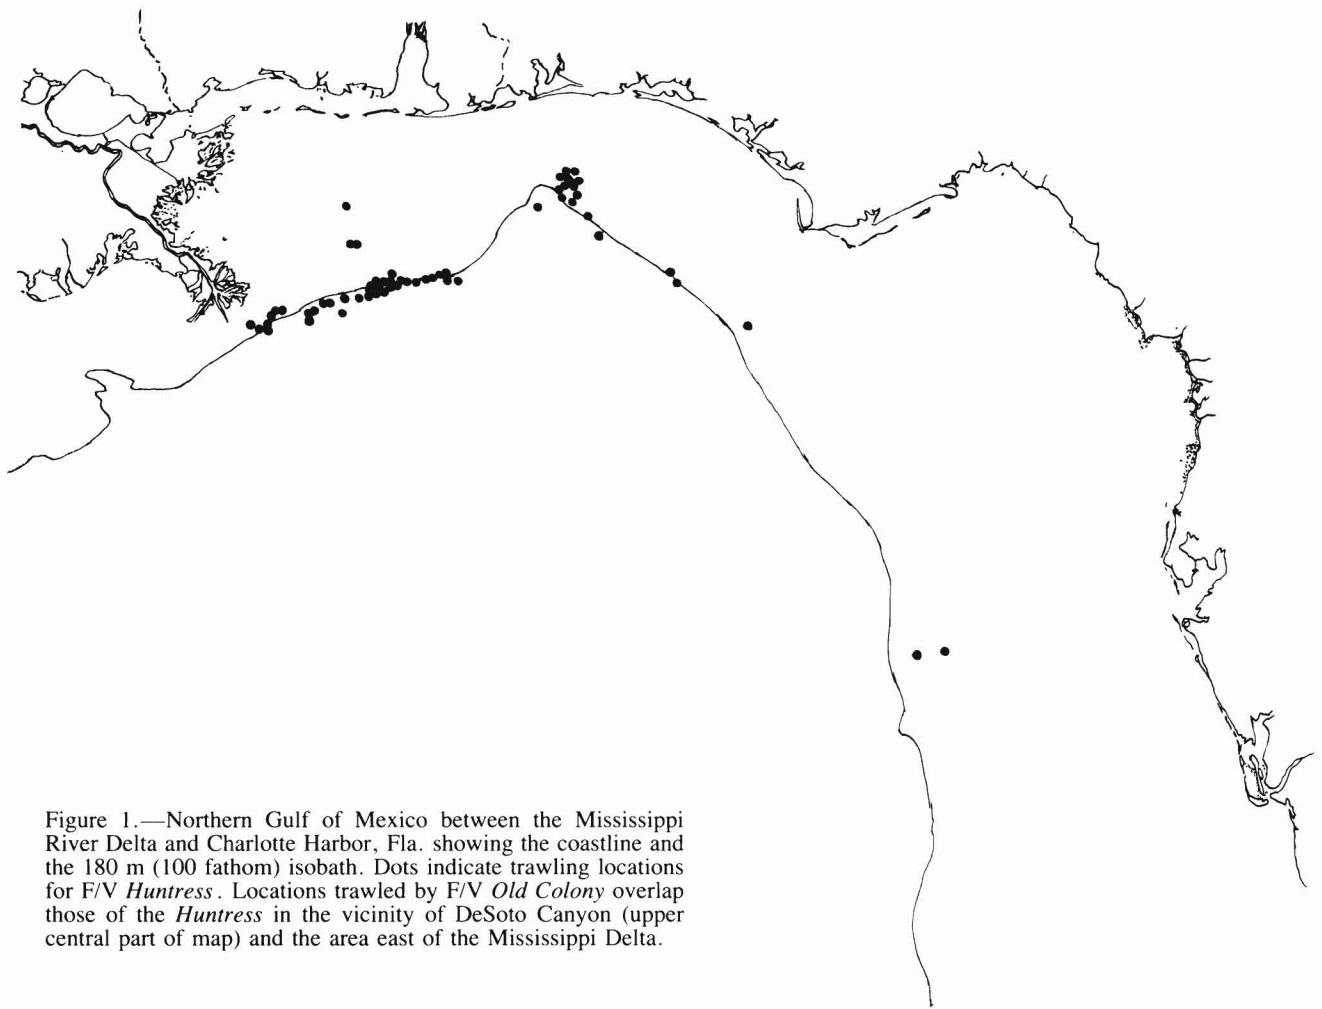 Figure 1.—Northern Gulf of Mexico between the Mississippi
River Delta and Charlotte Harbor, Fla. showing the coastline and
the 180 m (100 fathom) isobath. Dots indicate trawling locations
for F/V Huntress. Locations trawled by F/V Old Colony overlap
those of the Huntress in the vicinity of DeSoto Canyon (upper
central part of map) and the area east of the Mississippi Delta.